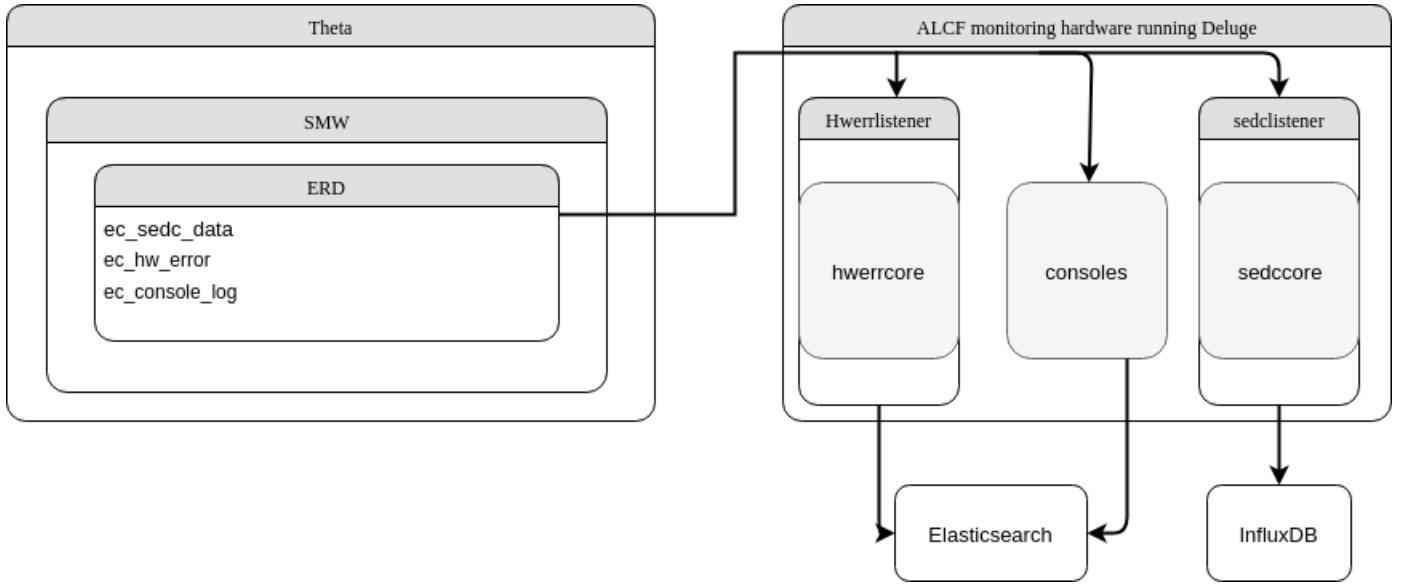 Theta
SMW
ERD
ec_sedc_data
ec_hw_error
ec_console_log
ALCF monitoring hardware running Deluge
Hwerrlistener
hwerrcore
consoles
sedclistener
sedccore
Elasticsearch
InfluxDB